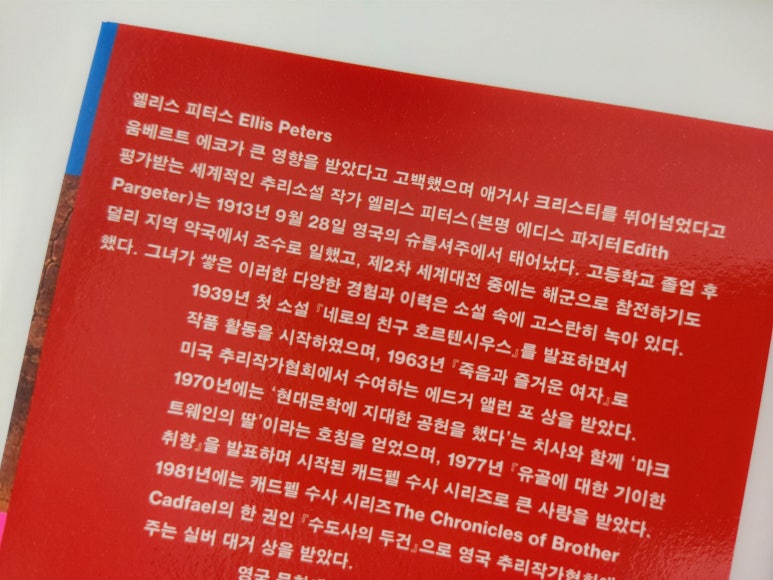 엘리스 피터스 Ellis Peters
움베르트 에코가 큰 영향을 받았다고 고백했으며 애거사 크리스티를 뛰어넘었다고
평가받는 세계적인 추리소설 작가 엘리스 피터스(본명 에디스 파지터Edith
Pargeter)는 1913년 9월 28일 영국의 슈롭셔주에서 태어났다. 고등학교 졸업 후
덜리 지역 약국에서 조수로 일했고, 제2차 세계대전 중에는 해군으로 참전하기도
했다. 그녀가 쌓은 이러한 다양한 경험과 이력은 소설 속에 고스란히 녹아 있다.
1939년 첫 소설 『네로의 친구 호르텐시우스』를 발표하면서
작품 활동을 시작하였으며, 1963년 『죽음과 즐거운 여자』로
미국 추리작가협회에서 수여하는 에드거 앨런 포 상을 받았다.
1970년에는 ‘현대문학에 지대한 공헌을 했다’는 치사와 함께 ‘마크
트웨인의 딸’이라는 호칭을 얻었으며, 1977년 『유골에 대한 기이한
취향』을 발표하며 시작된 캐드펠 수사 시리즈로 큰 사랑을 받았다.
1981년에는 캐드펠 수사 시리즈The Chronicles of Brother
Cadfael의 한 권인 『수도사의 두건』으로 영국 추리작가협회에
주는 실버 대거 상을 받았다.
영국